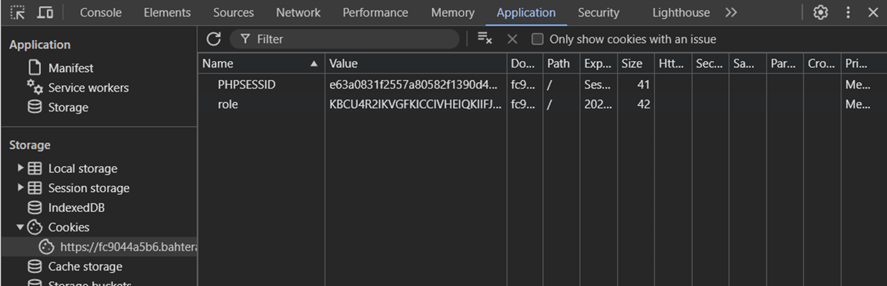 Console Elements Sources Network Performance Memory Application Security Lighthouse
Application
Manifest
Service workers
Storage
Storage
Local storage
Session storage
IndexedDB
Cookies
https://fc9044a5b6.bahter
Cache storage
Storage buckets
Filter Only show cookies with an issue
Name Value Do... Path Exp... Size Htt... Sec... Sa... Par... Cro... Pri...
PHPSESSID e63a0831f2557a80582f1390d4... fc9... / Ses... 41 Me...
role KBCU4R2IKVGFKICCIVHEIQKIIFJ... fc9... / 202... 42 Me...